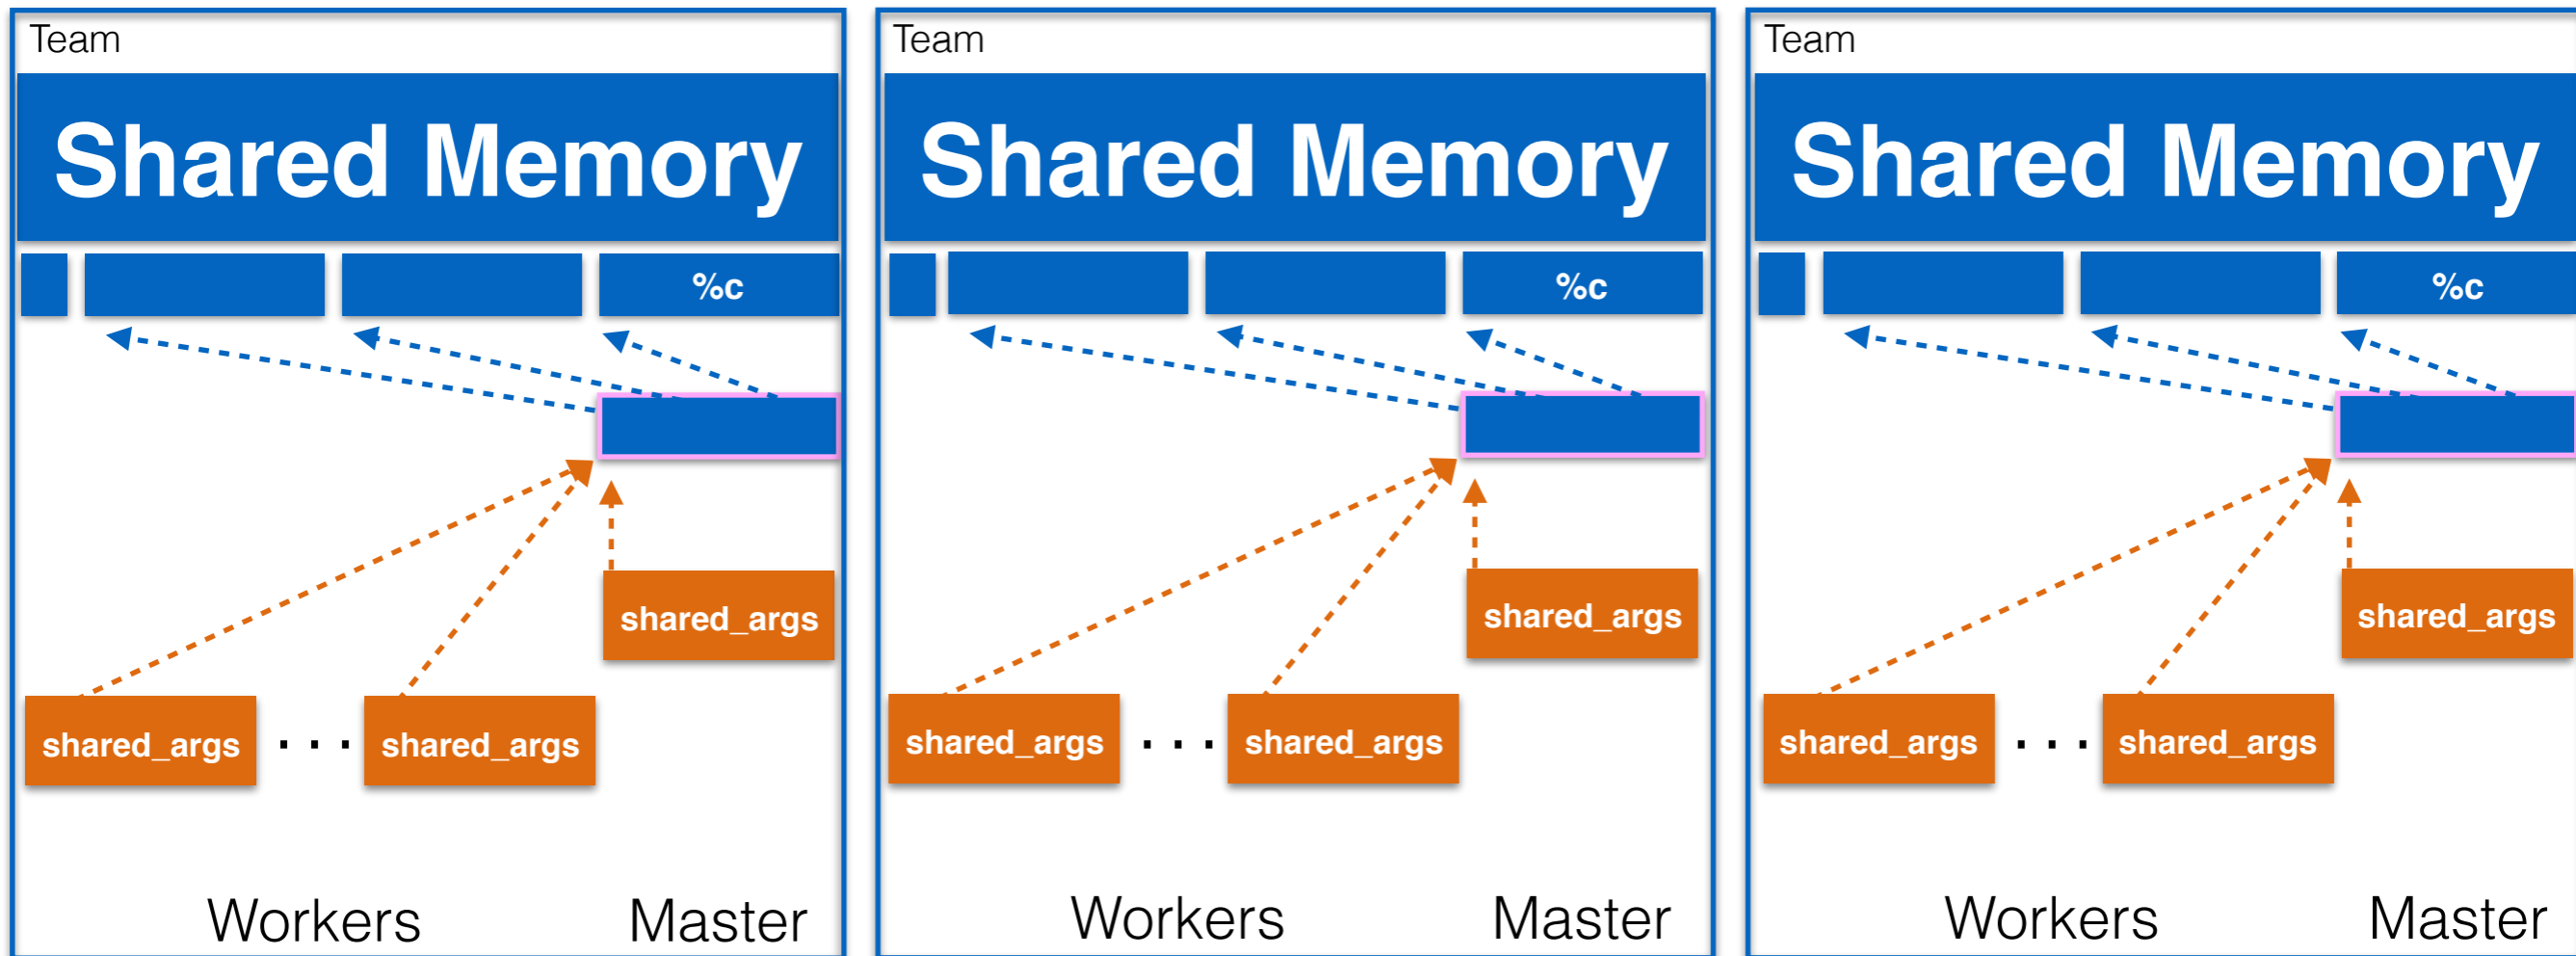 Team
Shared Memory
%c
shared_args
shared_args . . . shared_args
Workers Master
Team
Shared Memory
%c
shared_args
shared_args . . . shared_args
Workers Master
Team
Shared Memory
%c
shared_args
shared_args . . . shared_args
Workers Master